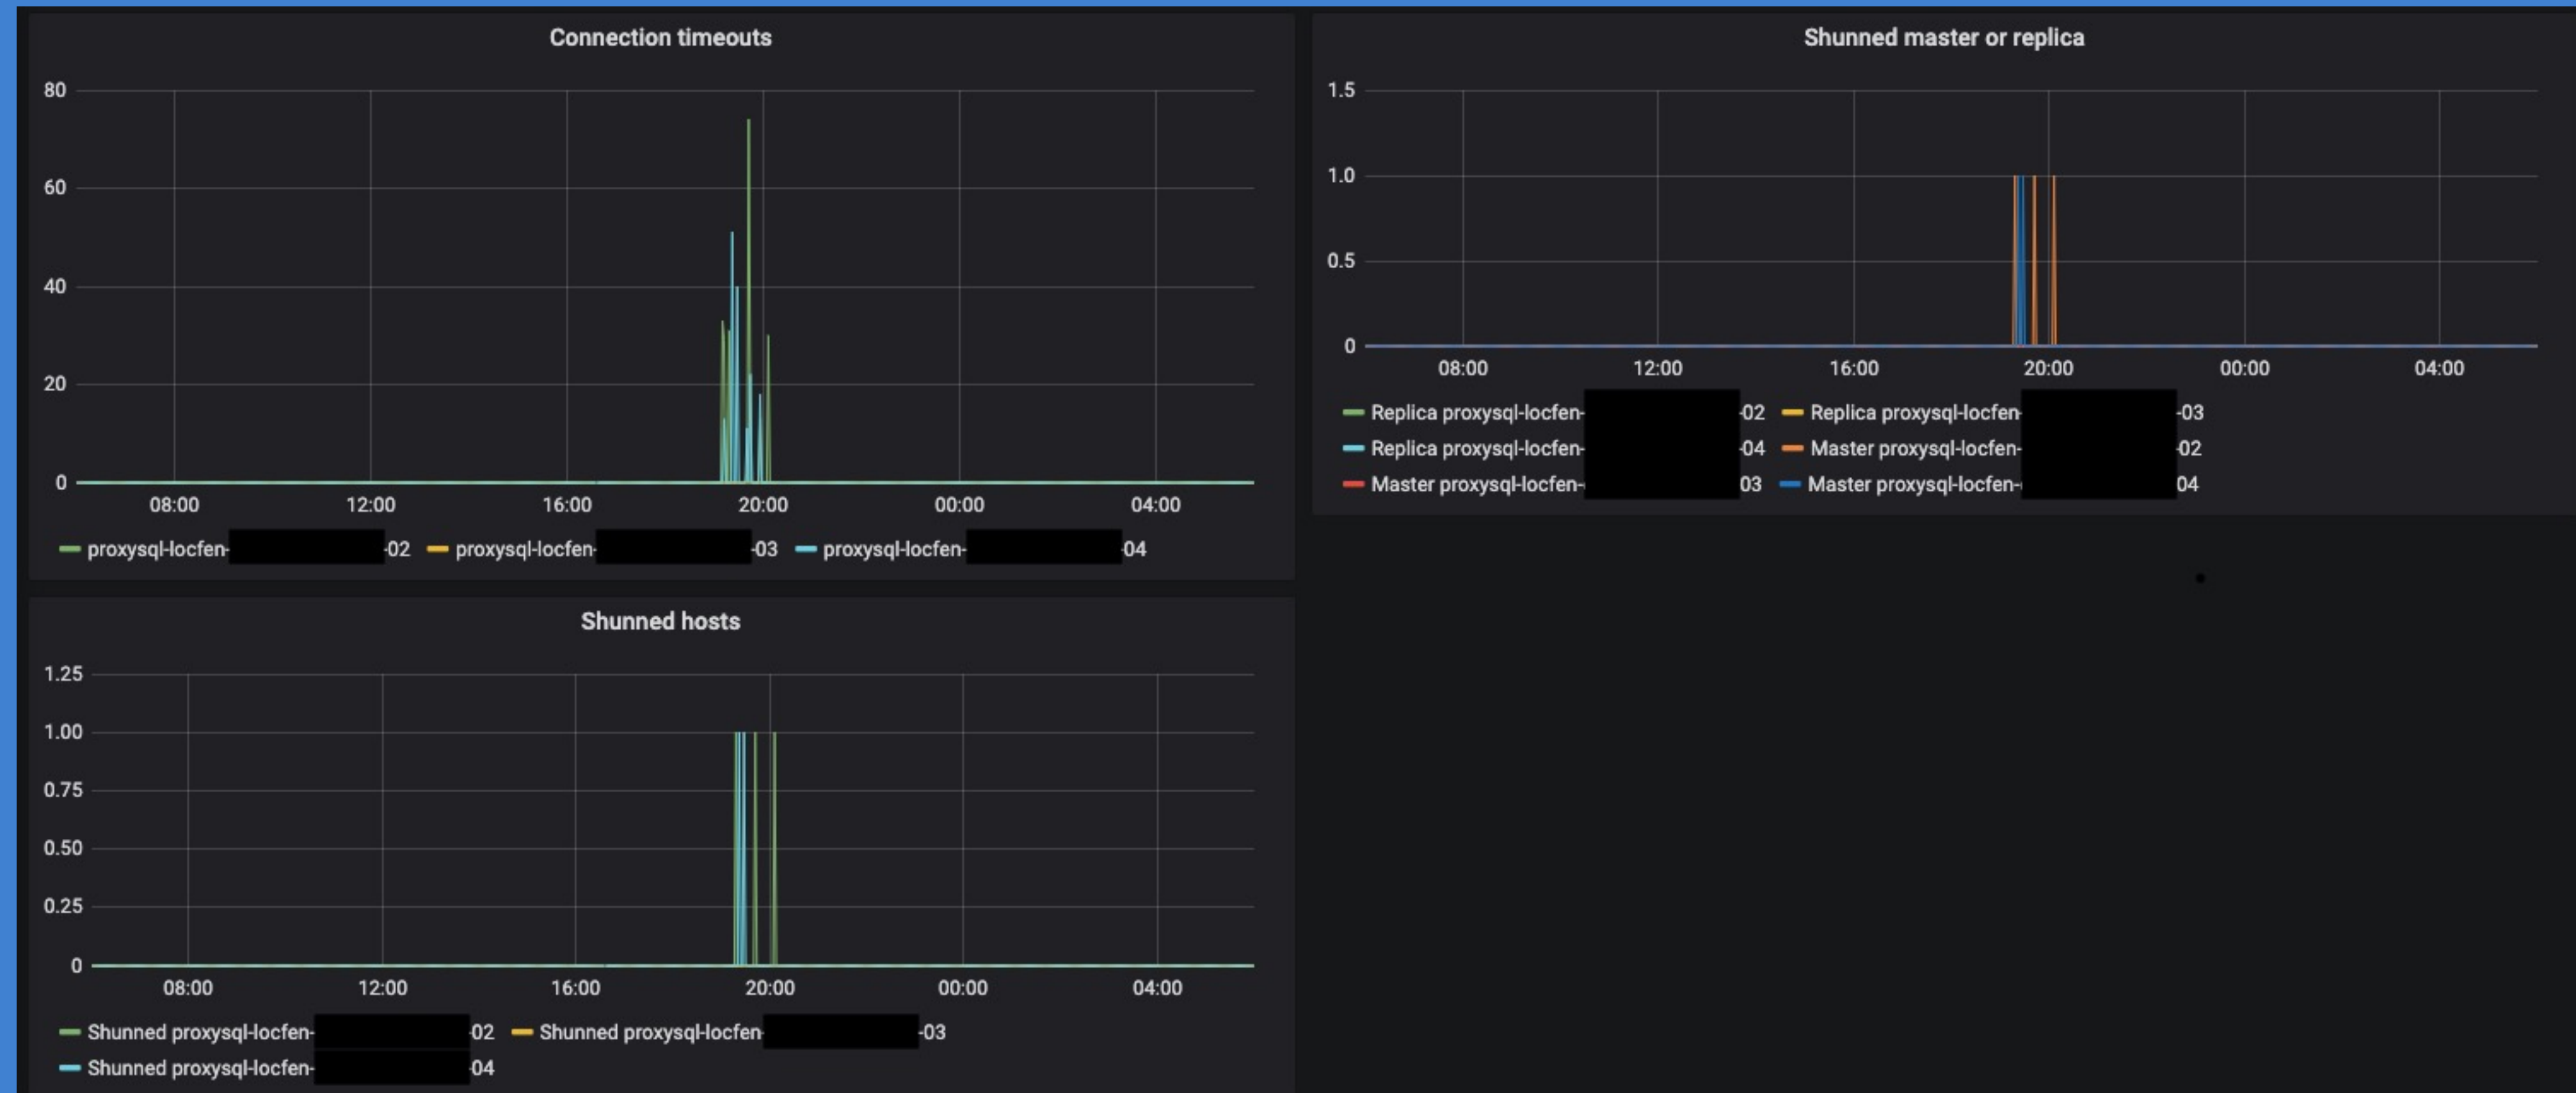 Connection timeouts
80
60
40
20
0
08:00 12:00 16:00 20:00 00:00 04:00
proxysql-locfen- -02 proxysql-locfen- -03 proxysql-locfen- -04
Shunned master or replica
1.5
1.0
0.5
0
08:00 12:00 16:00 20:00 00:00 04:00
Replica proxysql-locfen- -02 Replica proxysql-locfen- -03
Replica proxysql-locfen- -04 Master proxysql-locfen- -02
Master proxysql-locfen- 03 Master proxysql-locfen- 04
Shunned hosts
1.25
1.00
0.75
0.50
0.25
0
08:00 12:00 16:00 20:00 00:00 04:00
Shunned proxysql-locfen- -02 Shunned proxysql-locfen- -03
Shunned proxysql-locfen- -04